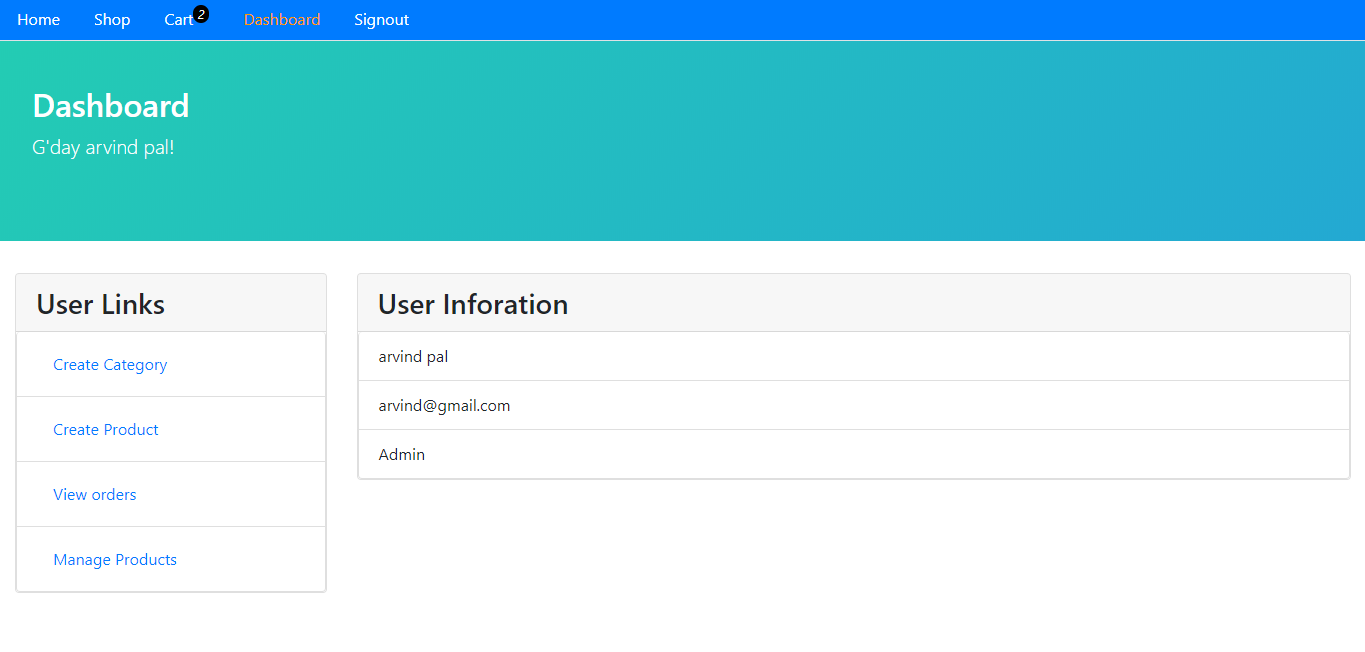 Home Shop Cart 2 Dashboard Signout
Dashboard
G'day arvind pal!
User Links
Create Category
Create Product
View orders
Manage Products
User Inforation
arvind pal
arvind@gmail.com
Admin